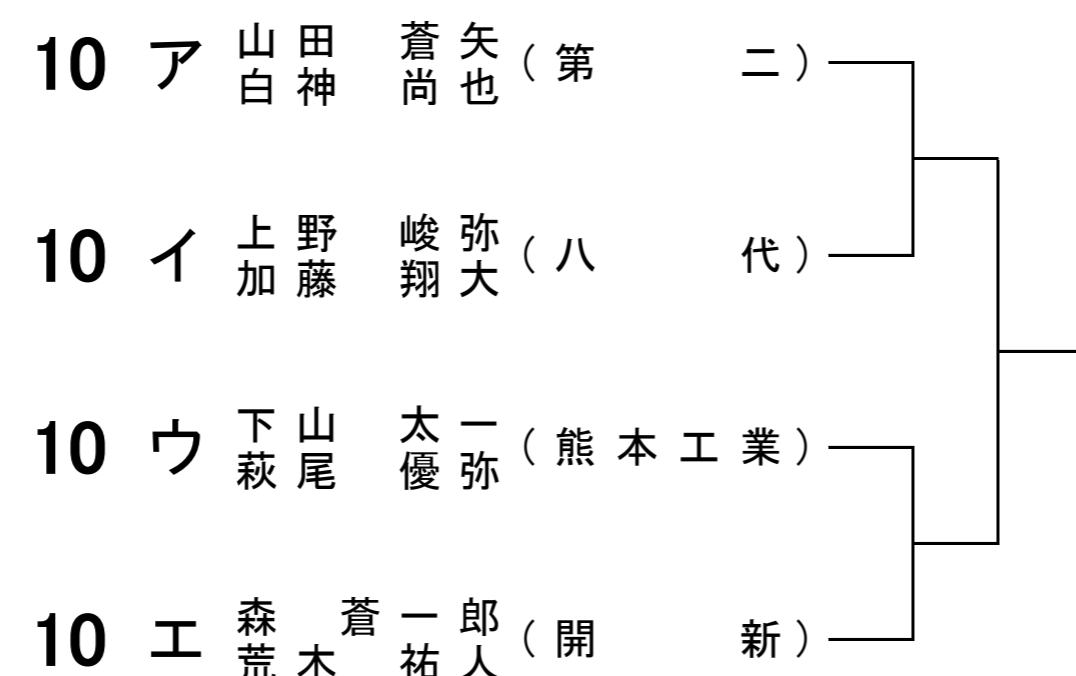 10 ア 山田 蒼矢 (第二)
白神 尚也
10 イ 上野 峻弥 (八代)
加藤 翔大
10 ウ 下山 太一 (熊本工業)
萩尾 優弥
10 エ 森 蒼一郎 (開新)
荒木 祐人